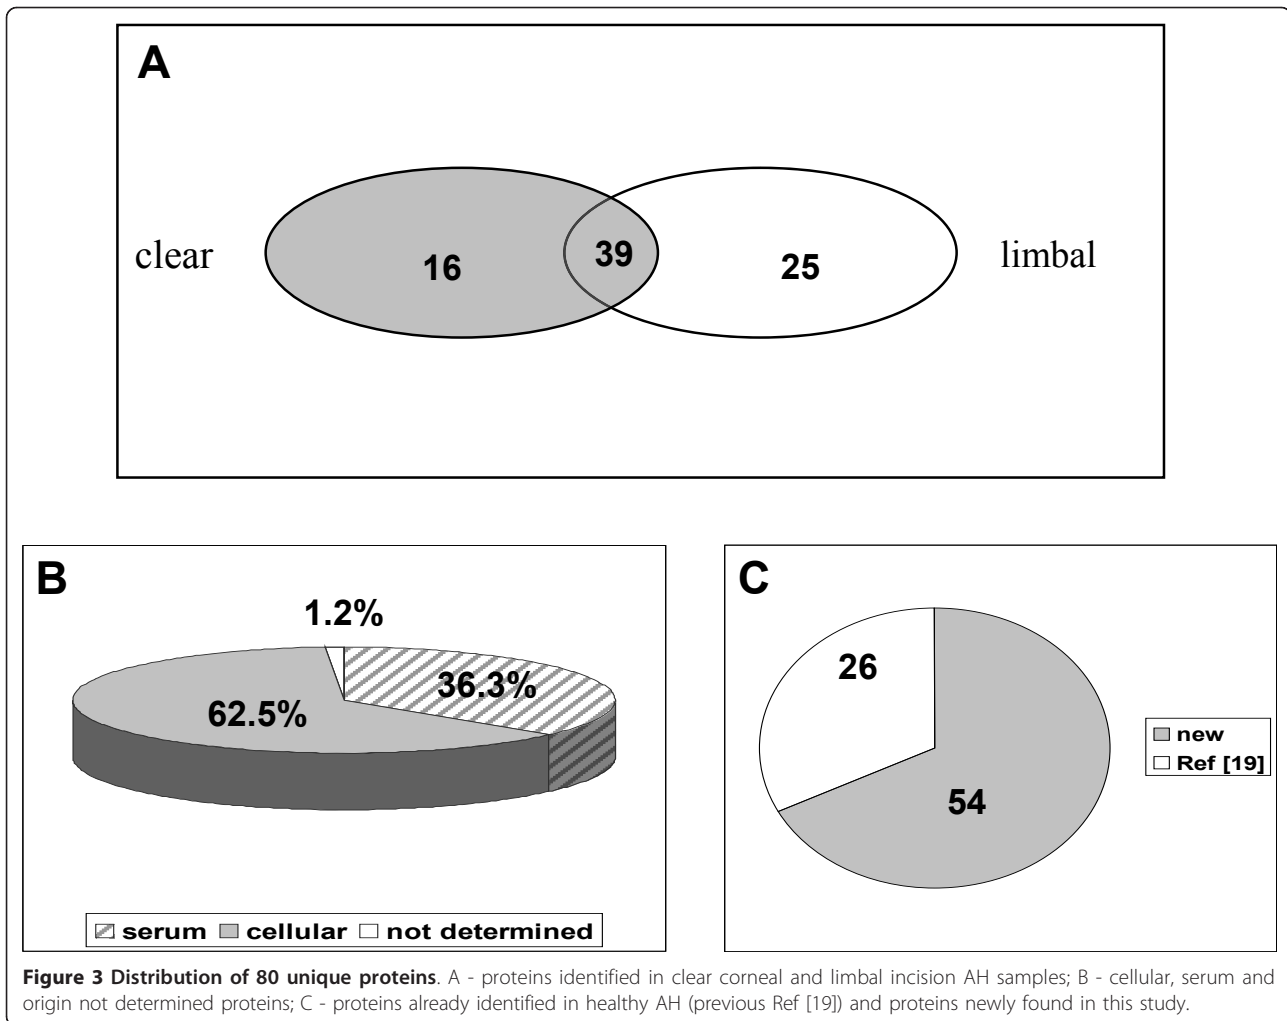 A
clear
16
39
25
limbal
B
1.2%
36.3%
62.5%
serum cellular not determined
C
26
54
new
Ref [19]
Figure 3 Distribution of 80 unique proteins. A - proteins identified in clear corneal and limbal incision AH samples; B - cellular, serum and
origin not determined proteins; C - proteins already identified in healthy AH (previous Ref [19]) and proteins newly found in this study.